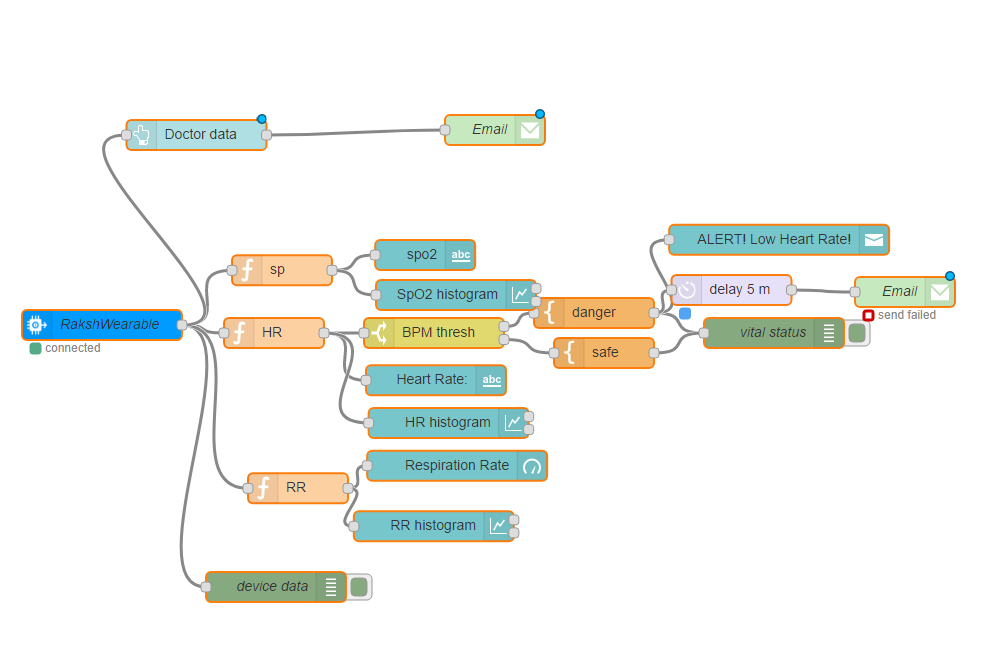 Doctor data
Email
ALERT! Low Heart Rate!
spo2 abc
sp
SpO2 histogram
delay 5 m
Email
danger
send failed
RakshWearable
connected
HR
BPM thresh
vital status
safe
Heart Rate: abc
HR histogram
Respiration Rate
RR
RR histogram
device data